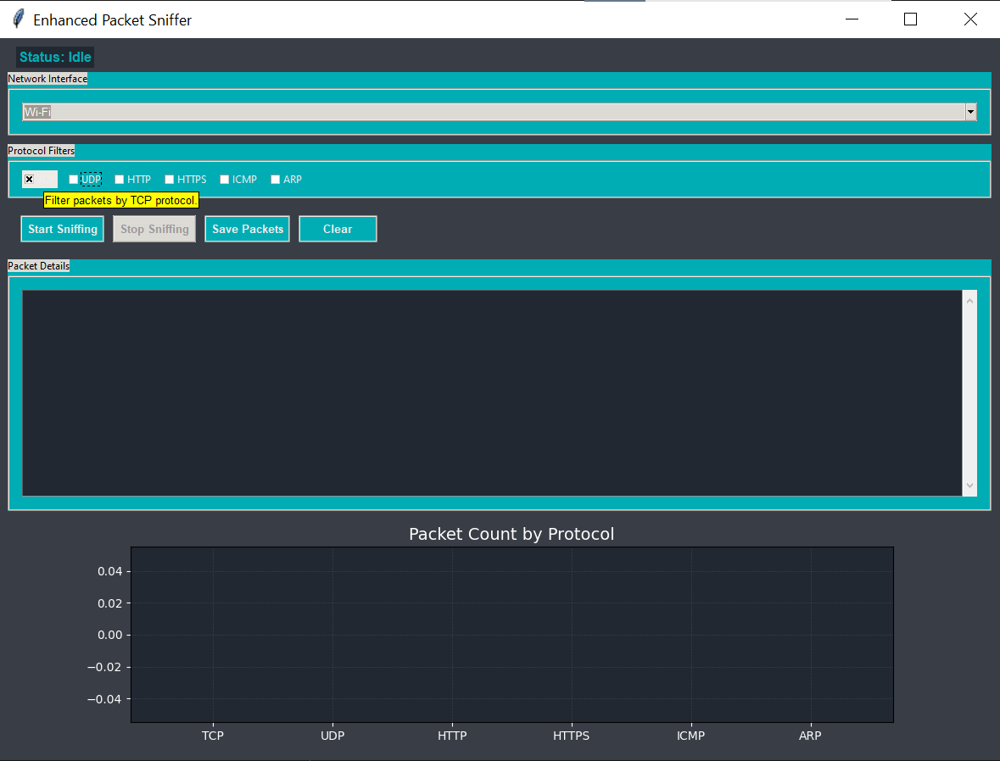 Enhanced Packet Sniffer
Status: Idle
Network Interface
Wi-Fi
Protocol Filters
UDP HTTP HTTPS ICMP ARP
Filter packets by TCP protocol.
Start Sniffing Stop Sniffing Save Packets Clear
Packet Details
Packet Count by Protocol
0.04
0.02
0.00
−0.02
−0.04
TCP UDP HTTP HTTPS ICMP ARP